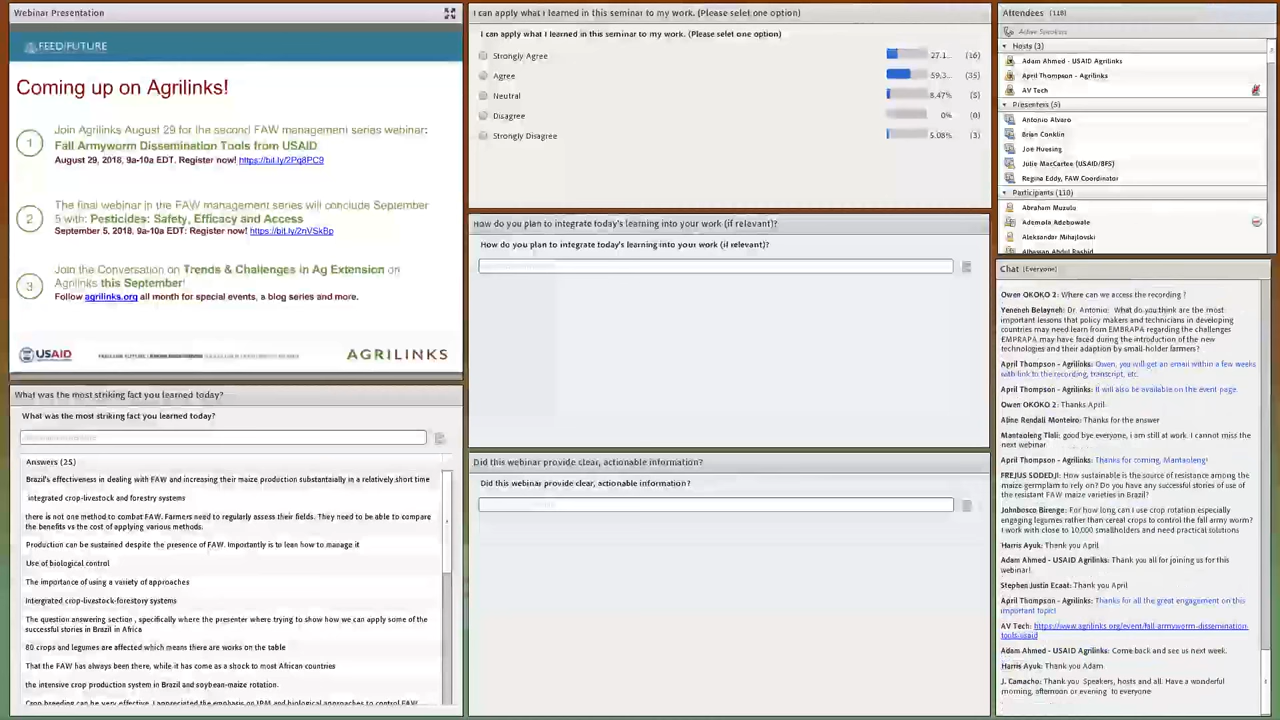 Webinar Presentation
FEED FUTURE
Coming up on Agrilinks!
1
Join Agrilinks August 29 for the second FAW management series webinar:
Fall Armyworm Dissemination Tools from USAID
August 29, 2018, 9a-10a EDT. Register now! https://bit.ly/2Pq8PC9
2
The final webinar in the FAW management series will conclude September
5 with: Pesticides: Safety, Efficacy and Access
September 5, 2018, 9a-10a EDT: Register now! https://bit.ly/2nVSkBp
3
Join the Conversation on Trends & Challenges in Ag Extension on
Agrilinks this September!
Follow agrilinks.org all month for special events, a blog series and more.
USAID
AGRILINKS
What was the most striking fact you learned today?
What was the most striking fact you learned today?
Answers (25)
Brazil's effectiveness in dealing with FAW and increasing their maize production substantaially in a relatively short time
integrated crop-livestock and forestry systems
there is not one method to combat FAW. Farmers need to regularly assess their fields. They need to be able to compare
the benefits vs the cost of applying various methods.
Production can be sustained despite the presence of FAW. Importantly is to lean how to manage it
Use of biological control
The importance of using a variety of approaches
Intergrated crop-livestock-forestory systems
The question answering section , specifically where the presenter where trying to show how we can apply some of the
successful stories in Brazil in Africa
80 crops and legumes are affected which means there are works on the table
That the FAW has always been there, while it has come as a shock to most African countries
the intensive crop production system in Brazil and soybean-maize rotation.
Crop breeding can be very effective. I appreciated the emphasis on IPM and biological approaches to control FAW
I can apply what I learned in this seminar to my work. (Please selet one option)
I can apply what I learned in this seminar to my work. (Please selet one option)
Strongly Agree 27.1... (16)
Agree 59.3... (35)
Neutral 8.47% (5)
Disagree 0% (0)
Strongly Disagree 5.08% (3)
How do you plan to integrate today's learning into your work (if relevant)?
How do you plan to integrate today's learning into your work (if relevant)?
Did this webinar provide clear, actionable information?
Did this webinar provide clear, actionable information?
Attendees (118)
Active Speakers
Hosts (3)
Adam Ahmed - USAID Agrilinks
April Thompson - Agrilinks
AV Tech
Presenters (5)
Antonio Alvaro
Brian Conklin
Joe Huesing
Julie MacCartee (USAID/BFS)
Regina Eddy, FAW Coordinator
Participants (110)
Abraham Muzulu
Ademola Adebowale
Aleksandar Mihajlovski
Alhassan Abdul Rashid
Chat (Everyone)
Owen OKOKO 2: Where can we access the recording ?
Yeneneh Belayneh: Dr. Antonio: What do you think are the most
important lessons that policy makers and technicians in developing
countries may need learn from EMBRAPA regarding the challenges
EMPRAPA may have faced during the introduction of the new
technologies and their adaption by small-holder farmers?
April Thompson - Agrilinks: Owen, you will get an email within a few weeks
with link to the recording, transcript, etc.
April Thompson - Agrilinks: It will also be available on the event page.
Owen OKOKO 2: Thanks April
Aline Rendall Monteiro: Thanks for the answer
Mantaoleng Tlali: good bye everyone, i am still at work. I cannot miss the
next webinar
April Thompson - Agrilinks: Thanks for coming, Mantaoleng!
FREJUS SODEDJI: How sustainable is the source of resistance among the
maize germplam to rely on? Do you have any successful stories of use of
the resistant FAW maize varieties in Brazil?
Johnbosco Birenge: For how long can I use crop rotation especially
engaging legumes rather than cereal crops to control the fall army worm?
I work with close to 10,000 smallholders and need practical solutions
Harris Ayuk: Thank you April
Adam Ahmed - USAID Agrilinks: Thank you all for joining us for this
webinar!
Stephen Justin Ecaat: Thank you April
April Thompson - Agrilinks: Thanks for all the great engagement on this
important topic!
AV Tech: https://www.agrilinks.org/event/fall-armyworm-dissemination-
tools-usaid
Adam Ahmed - USAID Agrilinks: Come back and see us next week.
Harris Ayuk: Thank you Adam
J. Camacho: Thank you Speakers, hosts and all. Have a wonderful
morning, afternoon or evening to everyone